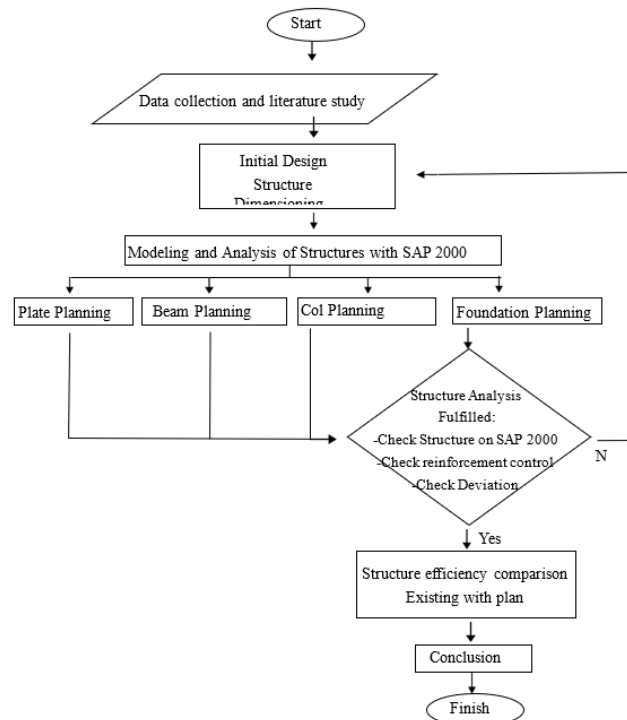 Start
Data collection and literature study
Initial Design
Structure
Dimensioning
Modeling and Analysis of Structures with SAP 2000
Plate Planning
Beam Planning
Col Planning
Foundation Planning
Structure Analysis
Fulfilled:
-Check Structure on SAP 2000
-Check reinforcement control
-Check Deviation
N
Yes
Structure efficiency comparison
Existing with plan
Conclusion
Finish